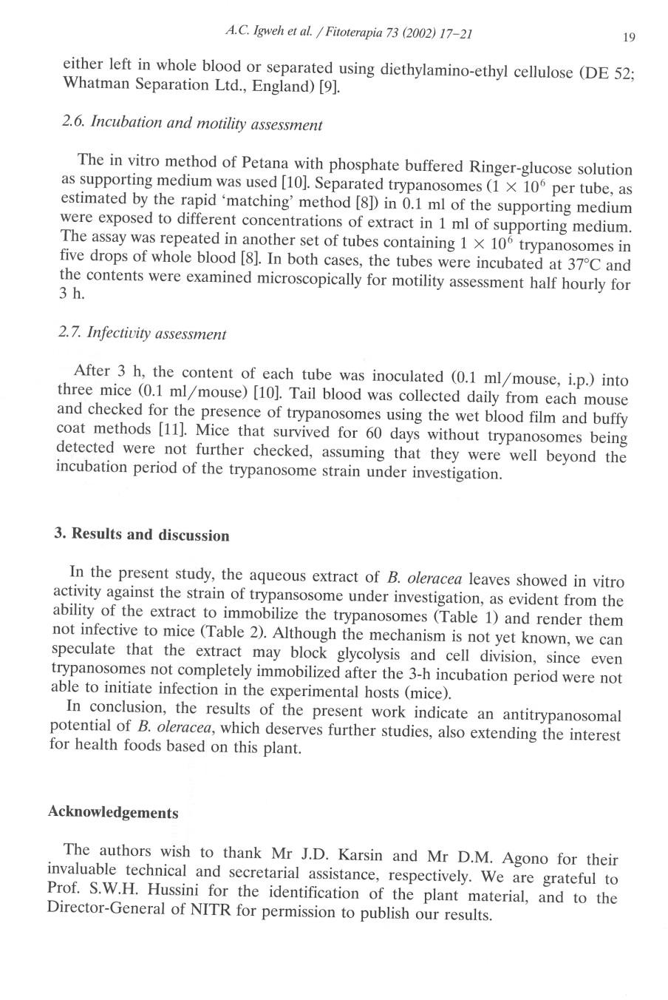 A.C. Igweh et al. / Fitoterapia 73 (2002) 17–21
19
either left in whole blood or separated using diethylamino-ethyl cellulose (DE 52;
Whatman Separation Ltd., England) [9].
2.6. Incubation and motility assessment
The in vitro method of Petana with phosphate buffered Ringer-glucose solution
as supporting medium was used [10]. Separated trypanosomes (1 × 10⁶ per tube, as
estimated by the rapid ‘matching’ method [8]) in 0.1 ml of the supporting medium
were exposed to different concentrations of extract in 1 ml of supporting medium.
The assay was repeated in another set of tubes containing 1 × 10⁶ trypanosomes in
five drops of whole blood [8]. In both cases, the tubes were incubated at 37°C and
the contents were examined microscopically for motility assessment half hourly for
3 h.
2.7. Infectivity assessment
After 3 h, the content of each tube was inoculated (0.1 ml/mouse, i.p.) into
three mice (0.1 ml/mouse) [10]. Tail blood was collected daily from each mouse
and checked for the presence of trypanosomes using the wet blood film and buffy
coat methods [11]. Mice that survived for 60 days without trypanosomes being
detected were not further checked, assuming that they were well beyond the
incubation period of the trypanosome strain under investigation.
3. Results and discussion
In the present study, the aqueous extract of B. oleracea leaves showed in vitro
activity against the strain of trypansosome under investigation, as evident from the
ability of the extract to immobilize the trypanosomes (Table 1) and render them
not infective to mice (Table 2). Although the mechanism is not yet known, we can
speculate that the extract may block glycolysis and cell division, since even
trypanosomes not completely immobilized after the 3-h incubation period were not
able to initiate infection in the experimental hosts (mice).
In conclusion, the results of the present work indicate an antitrypanosomal
potential of B. oleracea, which deserves further studies, also extending the interest
for health foods based on this plant.
Acknowledgements
The authors wish to thank Mr J.D. Karsin and Mr D.M. Agono for their
invaluable technical and secretarial assistance, respectively. We are grateful to
Prof. S.W.H. Hussini for the identification of the plant material, and to the
Director-General of NITR for permission to publish our results.